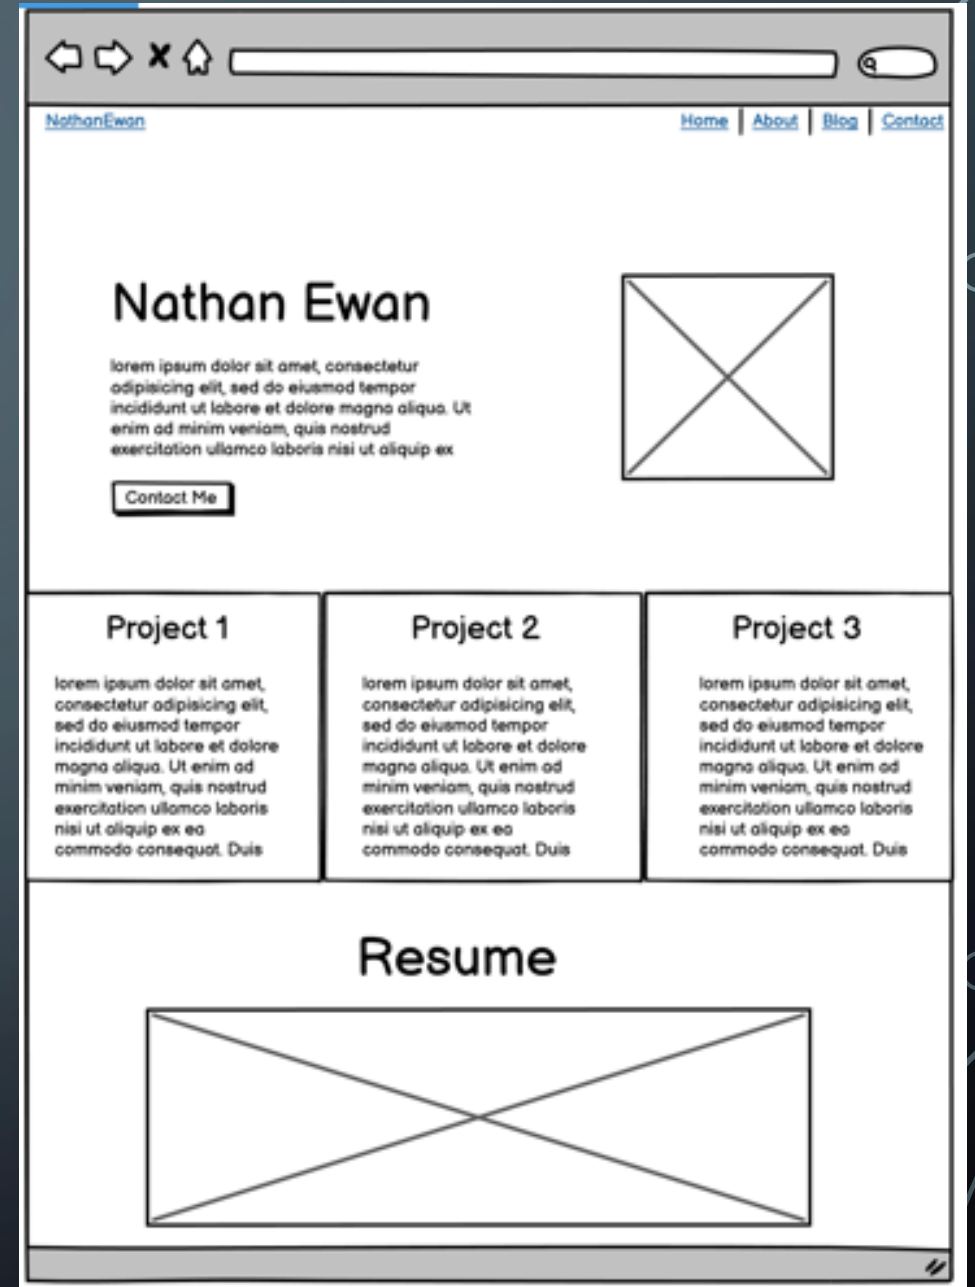 NathanEwan
Home | About | Blog | Contact
Nathan Ewan
lorem ipsum dolor sit amet, consectetur
adipisicing elit, sed do eiusmod tempor
incididunt ut labore et dolore magna aliqua. Ut
enim ad minim veniam, quis nostrud
exercitation ullamco laboris nisi ut aliquip ex
Contact Me
Project 1
lorem ipsum dolor sit amet,
consectetur adipisicing elit,
sed do eiusmod tempor
incididunt ut labore et dolore
magna aliqua. Ut enim ad
minim veniam, quis nostrud
exercitation ullamco laboris
nisi ut aliquip ex ea
commodo consequat. Duis
Project 2
lorem ipsum dolor sit amet,
consectetur adipisicing elit,
sed do eiusmod tempor
incididunt ut labore et dolore
magna aliqua. Ut enim ad
minim veniam, quis nostrud
exercitation ullamco laboris
nisi ut aliquip ex ea
commodo consequat. Duis
Project 3
lorem ipsum dolor sit amet,
consectetur adipisicing elit,
sed do eiusmod tempor
incididunt ut labore et dolore
magna aliqua. Ut enim ad
minim veniam, quis nostrud
exercitation ullamco laboris
nisi ut aliquip ex ea
commodo consequat. Duis
Resume